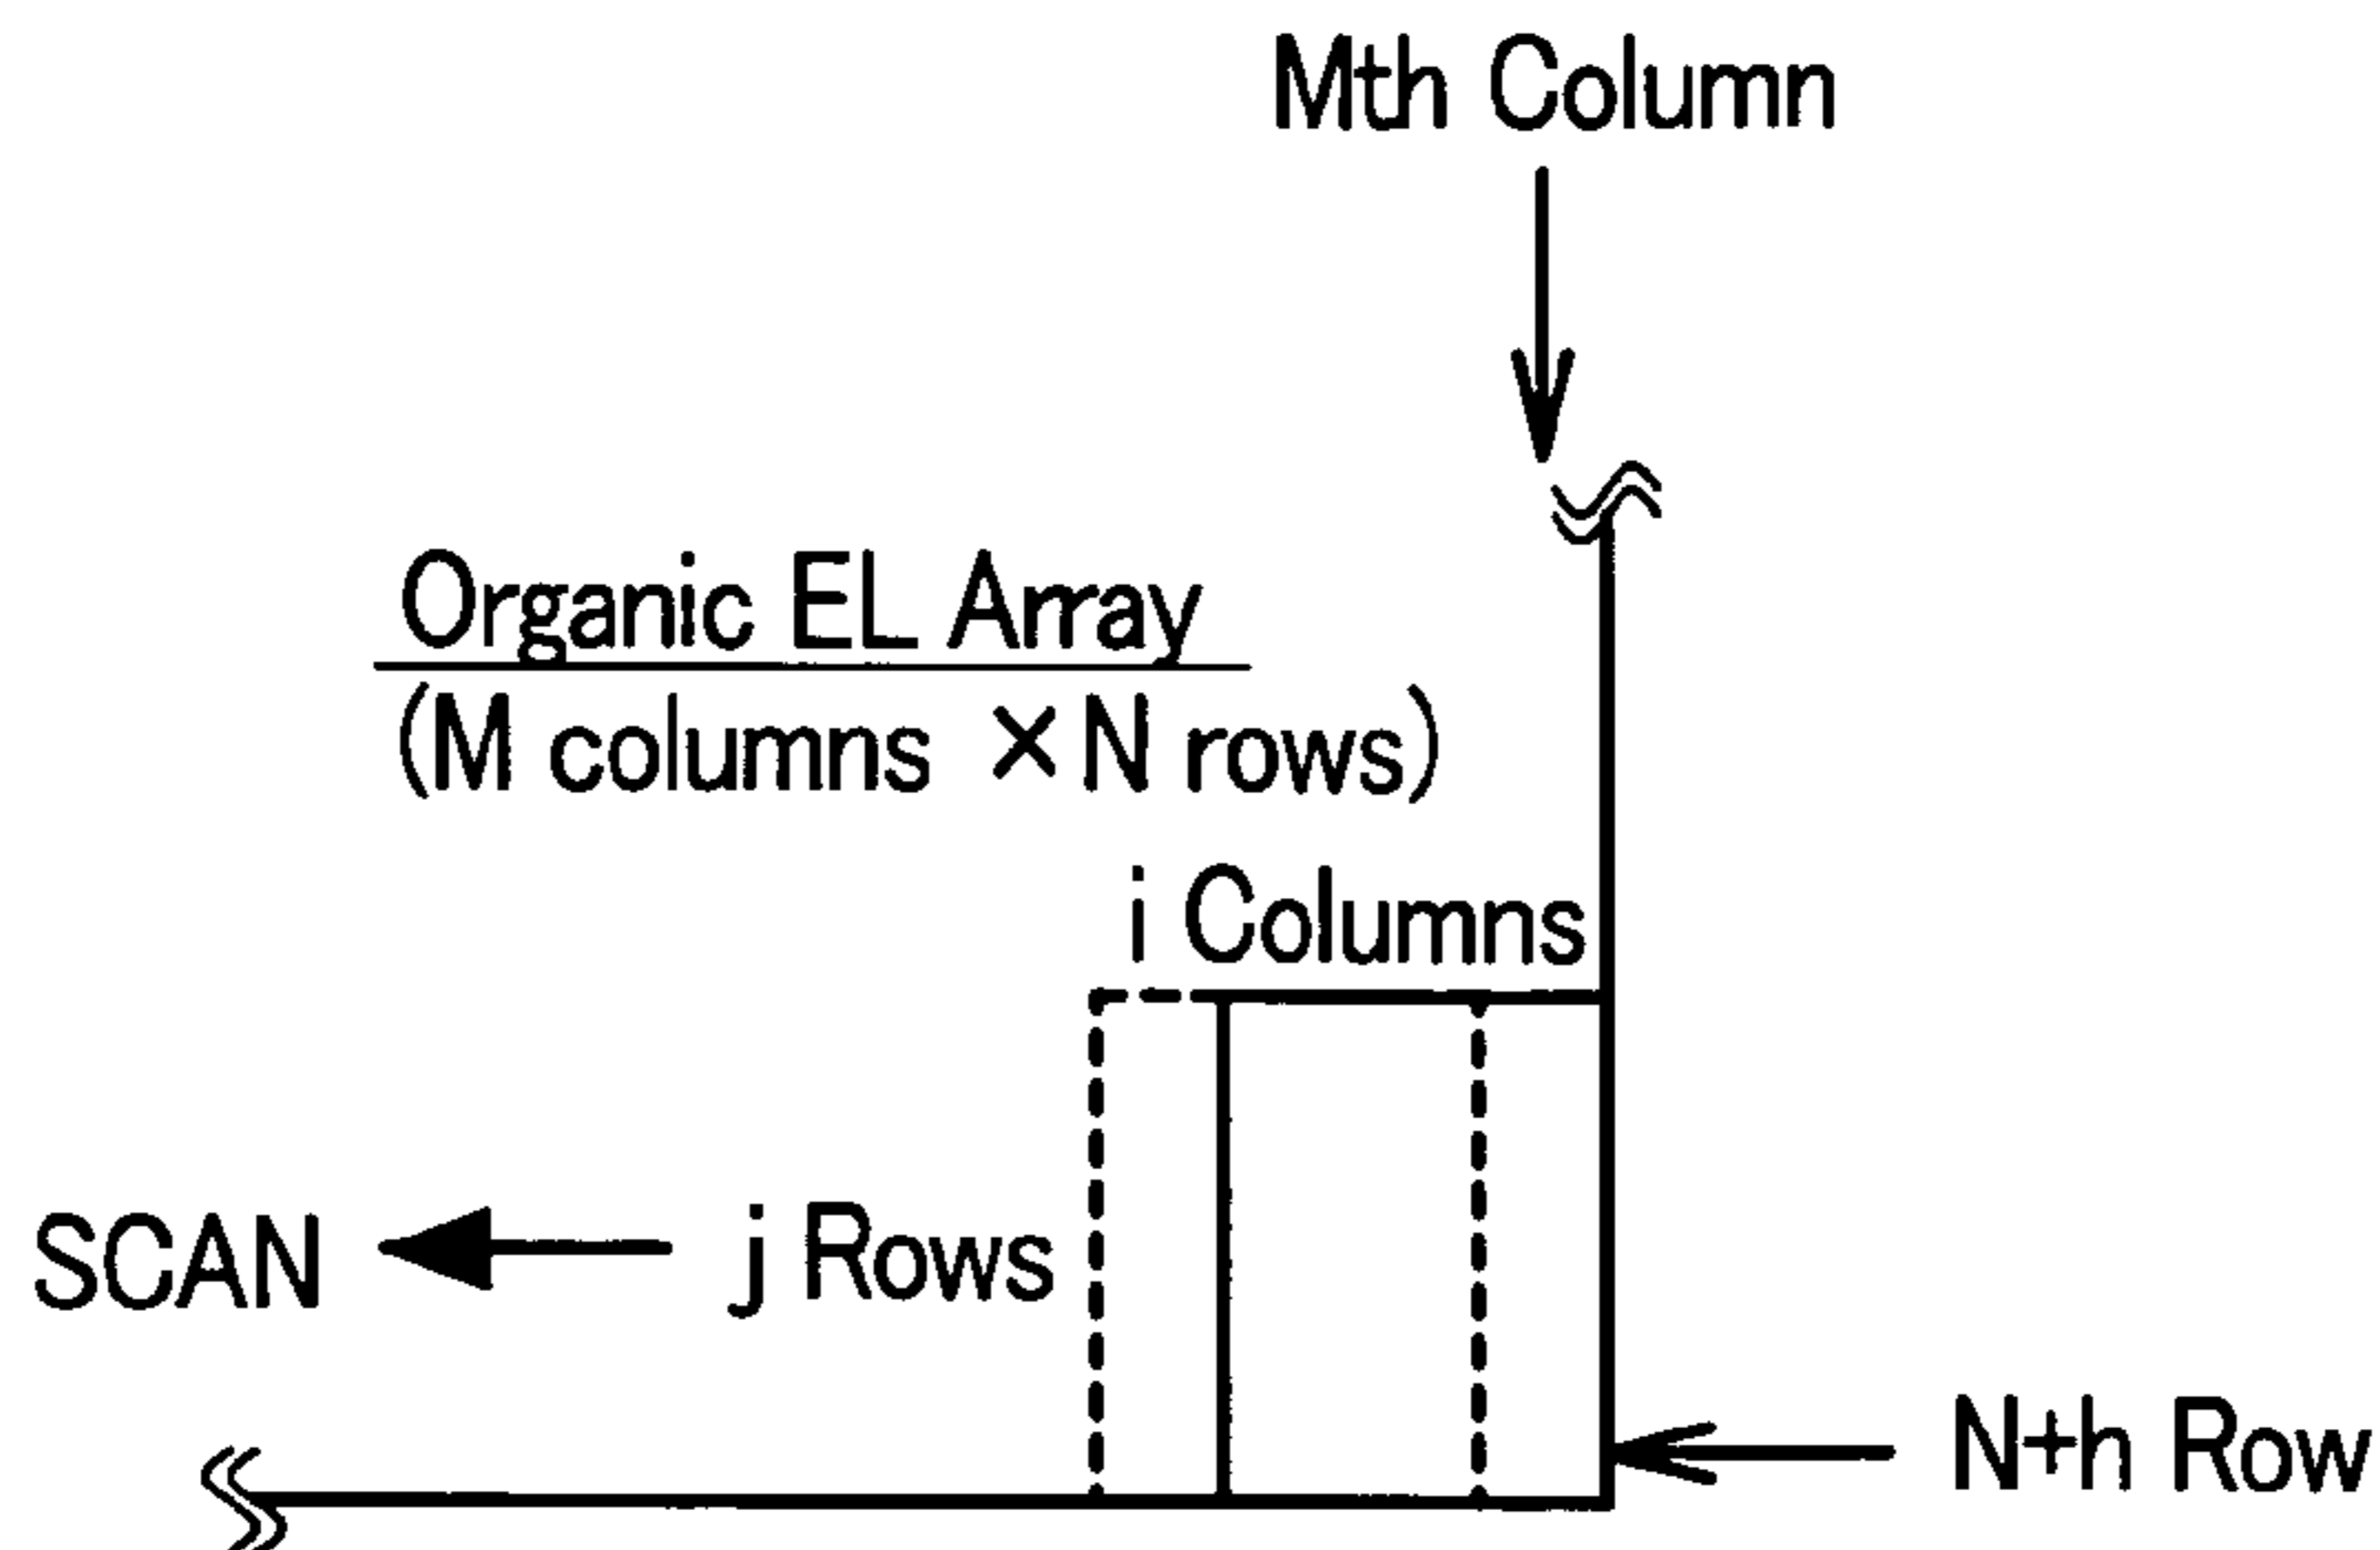 Mth Column
Organic EL Array
(M columns × N rows)
i Columns
SCAN
j Rows
N+h Row